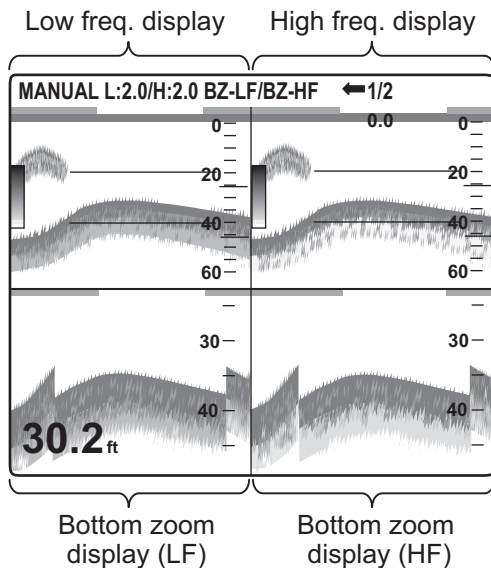 Low freq. display High freq. display
MANUAL L:2.0/H:2.0 BZ-LF/BZ-HF ←1/2
0.0
0 0
20 20
40 40
60 60
30 30
40 40
30.2ft
Bottom zoom
display (LF)
Bottom zoom
display (HF)